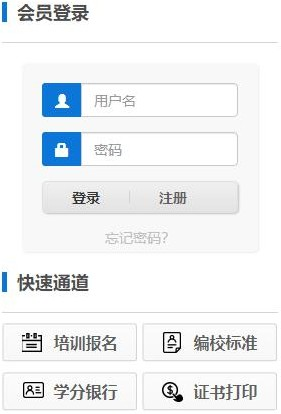 会员登录
用户名
密码
登录 注册
忘记密码?
快速通道
培训报名 编校标准
学分银行 证书打印